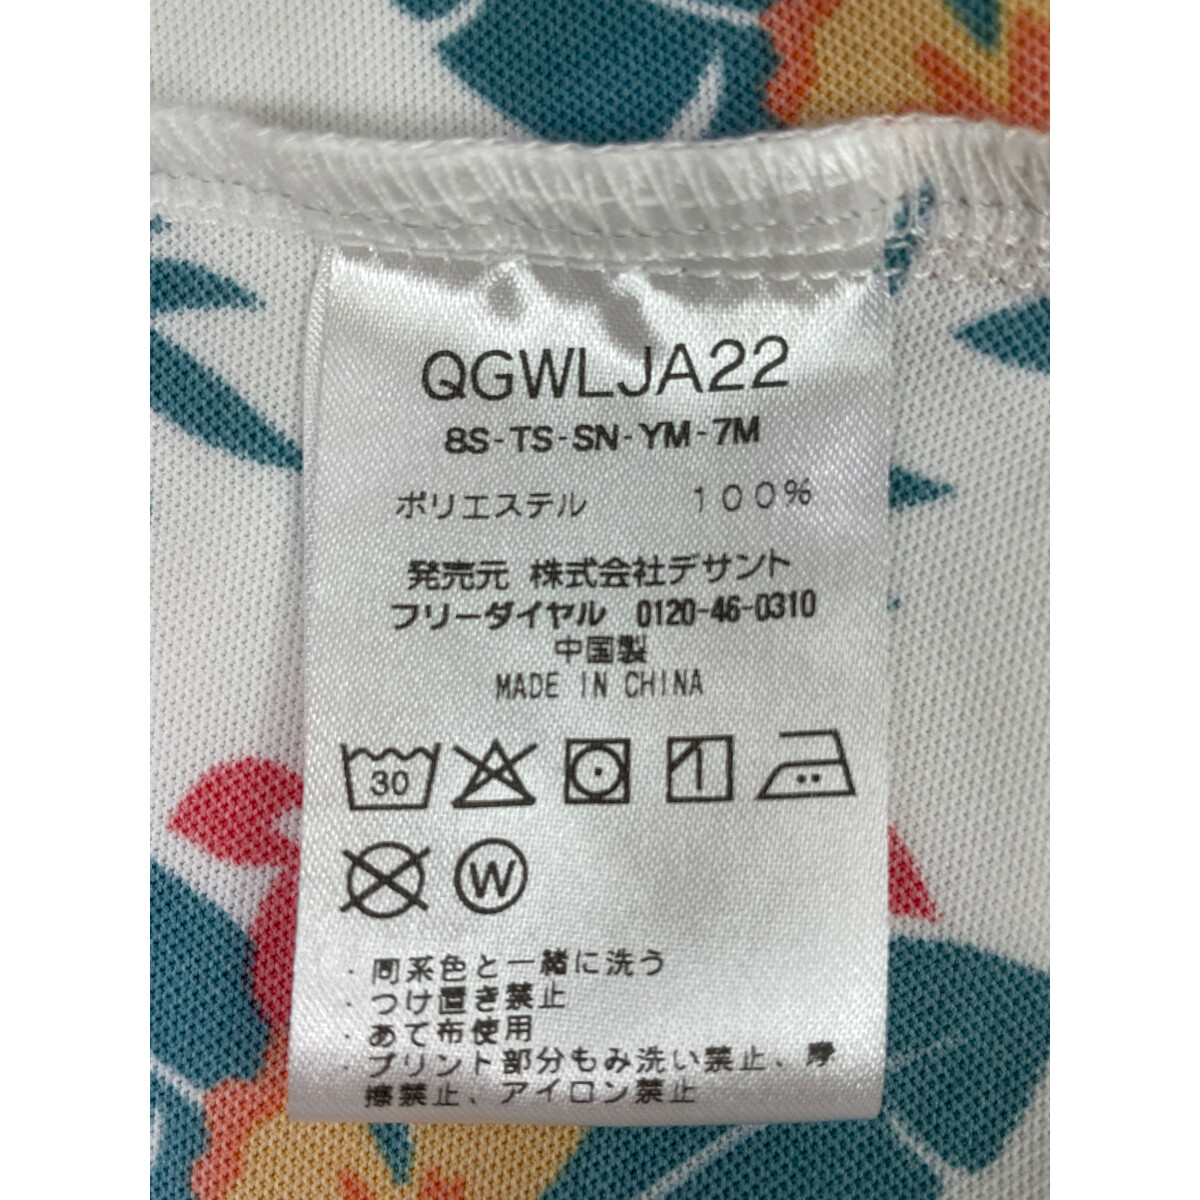 QGWLJA22
8S-TS-SN-YM-7M
ポリエステル 100%
発売元 株式会社デサント
フリーダイヤル 0120-46-0310
中国製
MADE IN CHINA
30
W
・同系色と一緒に洗う
・つけ置き禁止
・あて布使用
・プリント部分もみ洗い禁止、摩
擦禁止、アイロン禁止